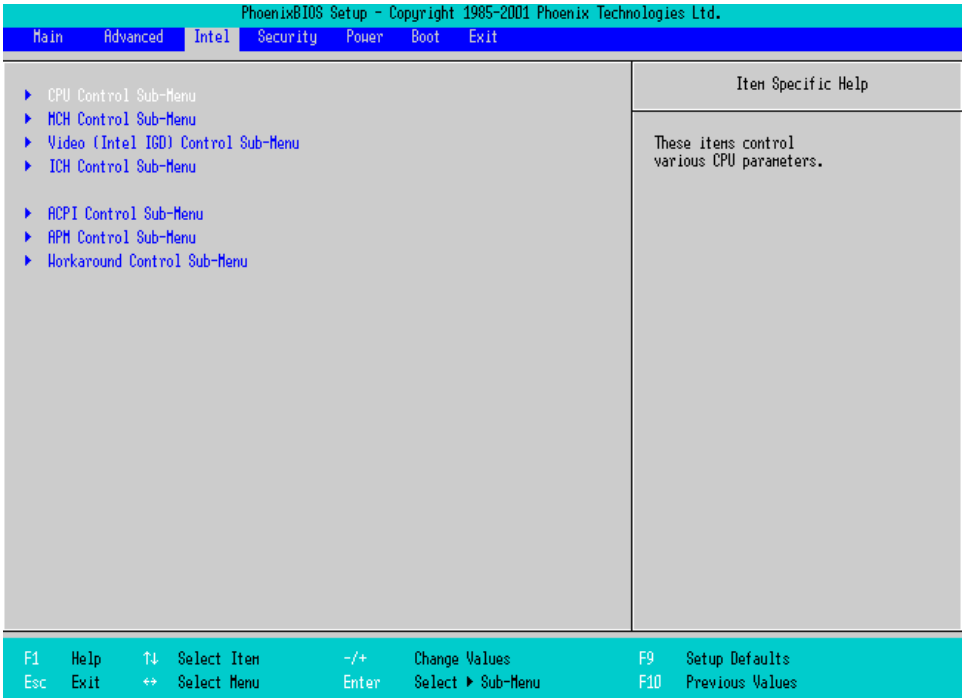 PhoenixBIOS Setup - Copyright 1985-2001 Phoenix Technologies Ltd.
Main Advanced Intel Security Power Boot Exit
CPU Control Sub-Menu
MCH Control Sub-Menu
Video (Intel IGD) Control Sub-Menu
ICH Control Sub-Menu
ACPI Control Sub-Menu
APM Control Sub-Menu
Workaround Control Sub-Menu
Item Specific Help
These items control
various CPU parameters.
F1 Help ↑↓ Select Item -/+ Change Values F9 Setup Defaults
Esc Exit ↔ Select Menu Enter Select ▶ Sub-Menu F10 Previous Values